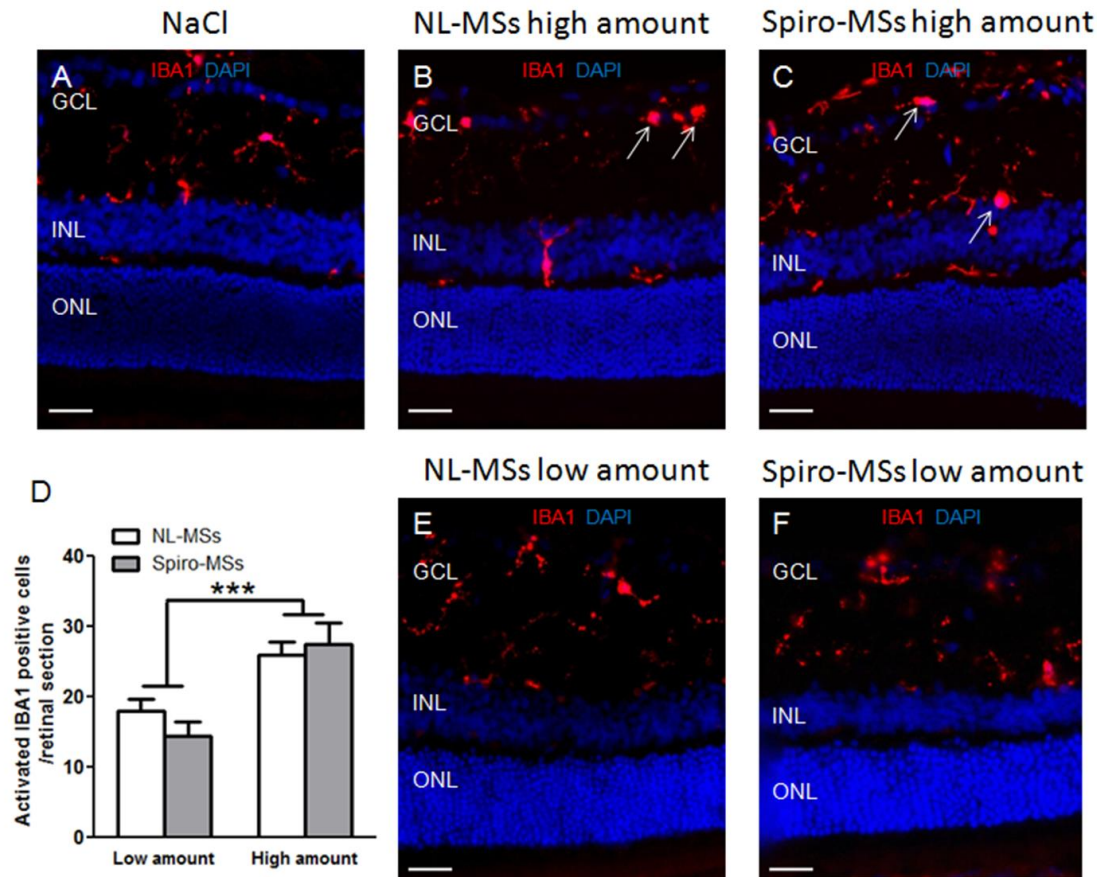 NaCl
NL-MSs high amount
Spiro-MSs high amount
A
IBA1 DAPI
GCL
INL
ONL
B
IBA1 DAPI
GCL
INL
ONL
C
IBA1 DAPI
GCL
INL
ONL
NL-MSs low amount
Spiro-MSs low amount
D
NL-MSs
Spiro-MSs
***
Activated IBA1 positive cells
/retinal section
40
30
20
10
0
Low amount
High amount
E
IBA1 DAPI
GCL
INL
ONL
F
IBA1 DAPI
GCL
INL
ONL